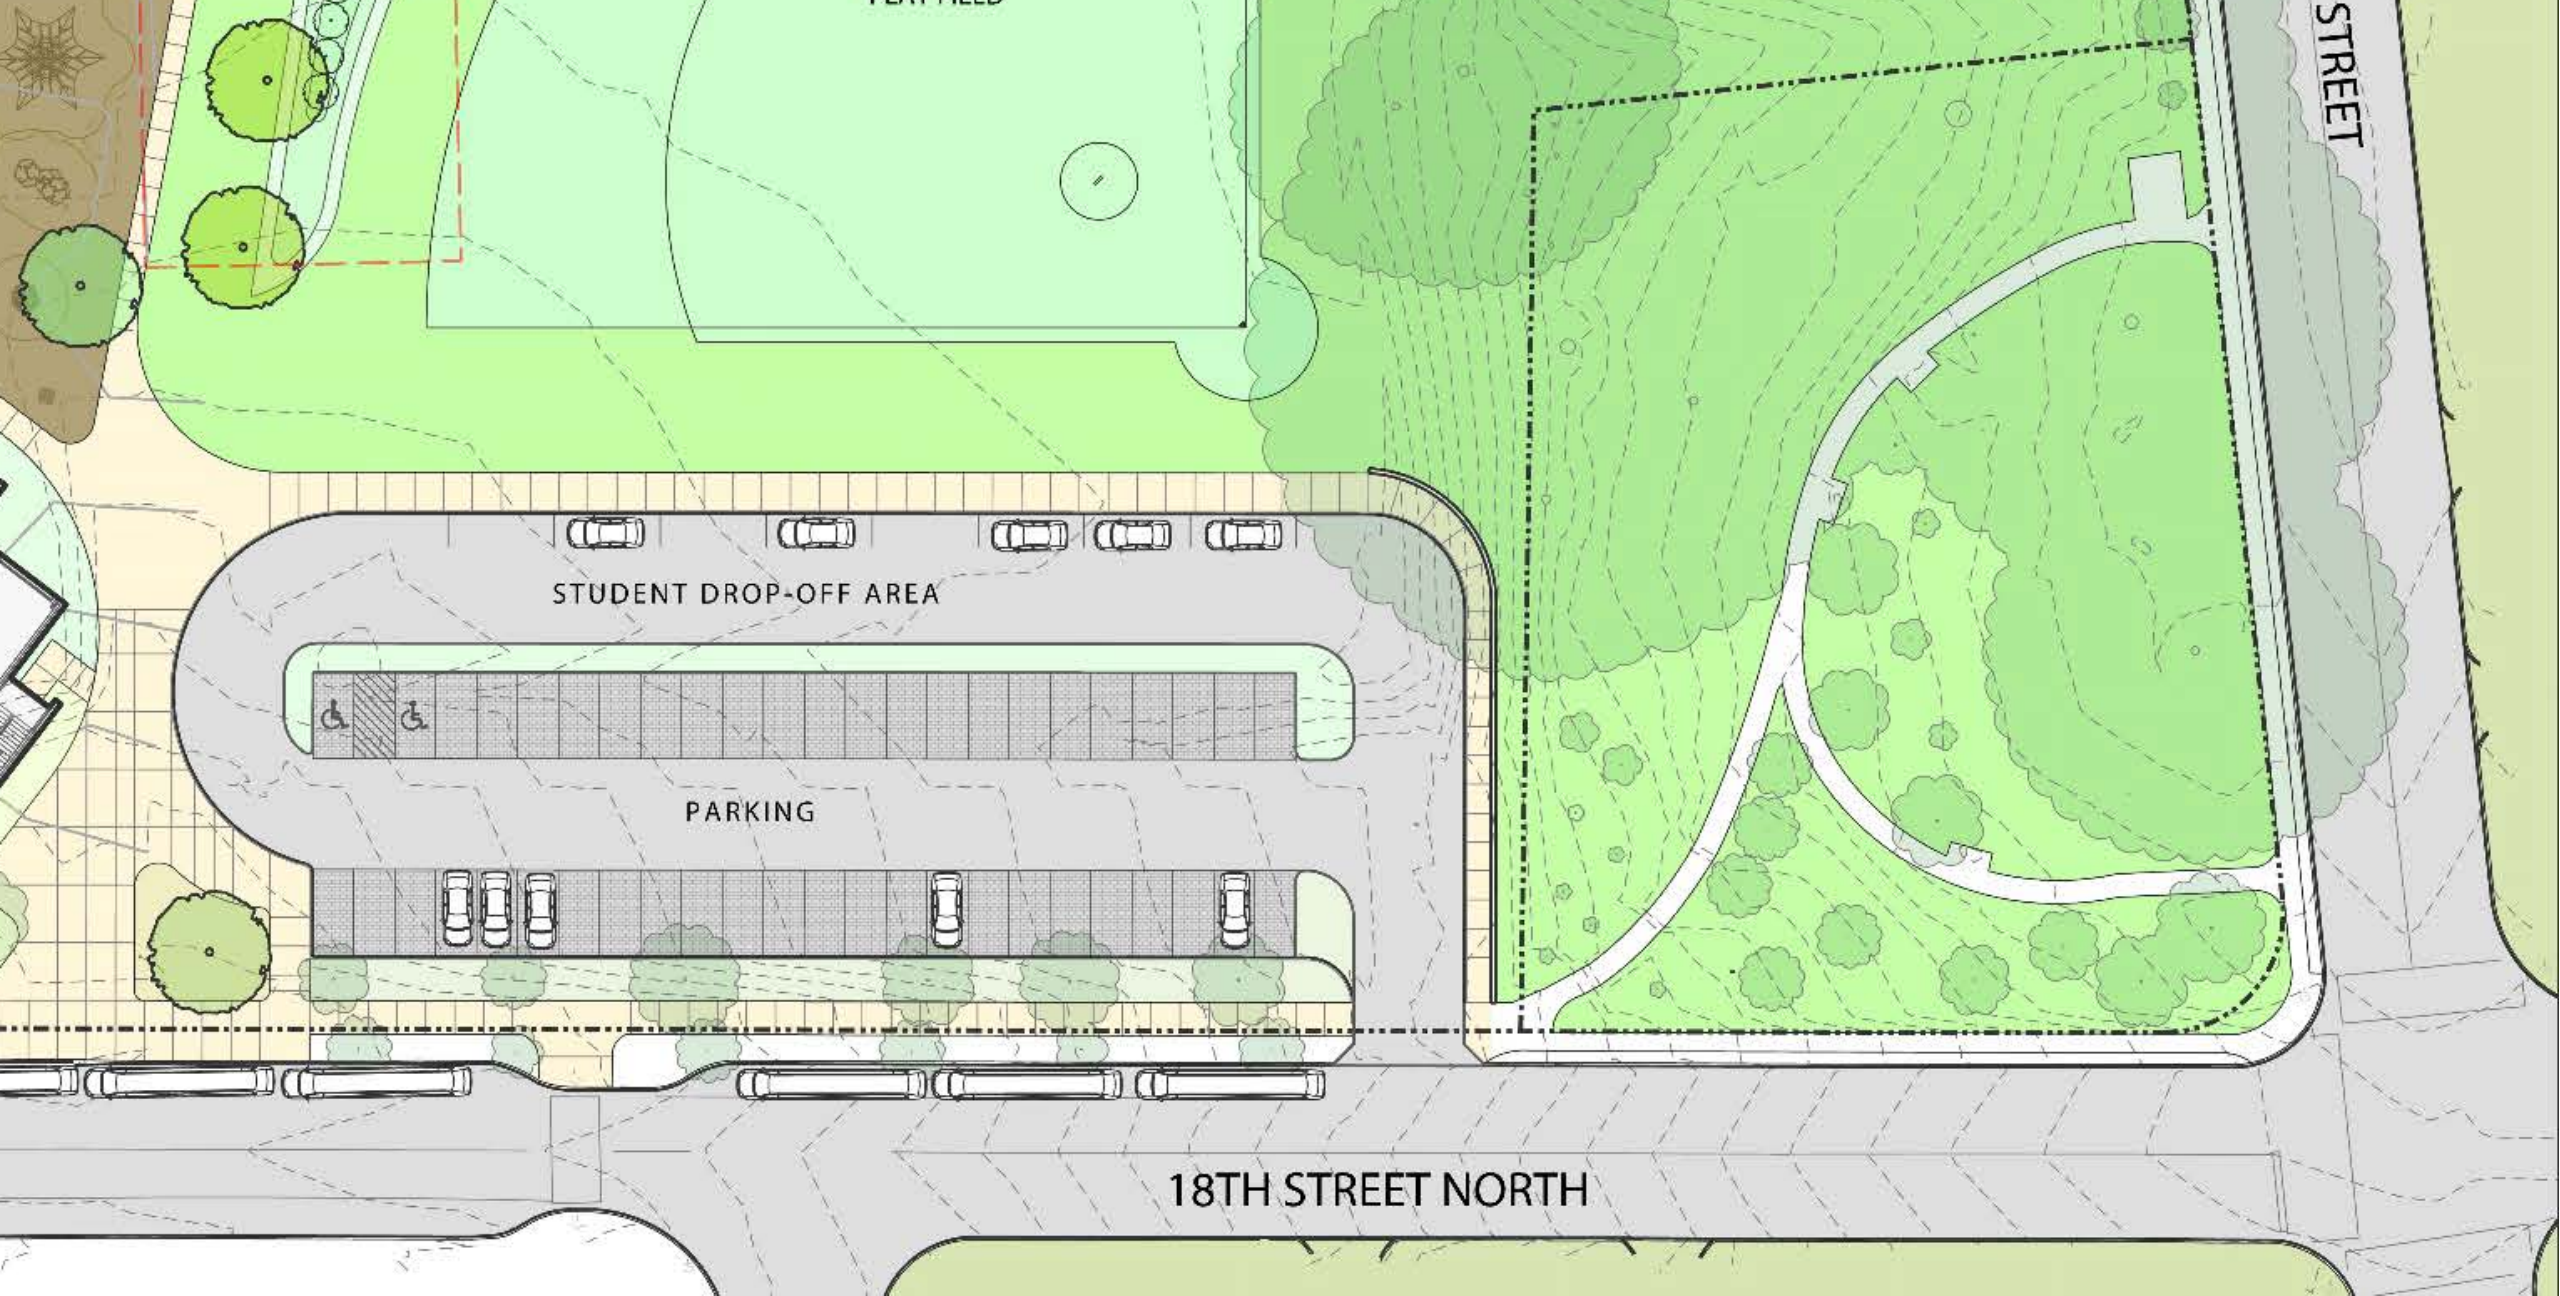 STREET
STUDENT DROP-OFF AREA
PARKING
18TH STREET NORTH